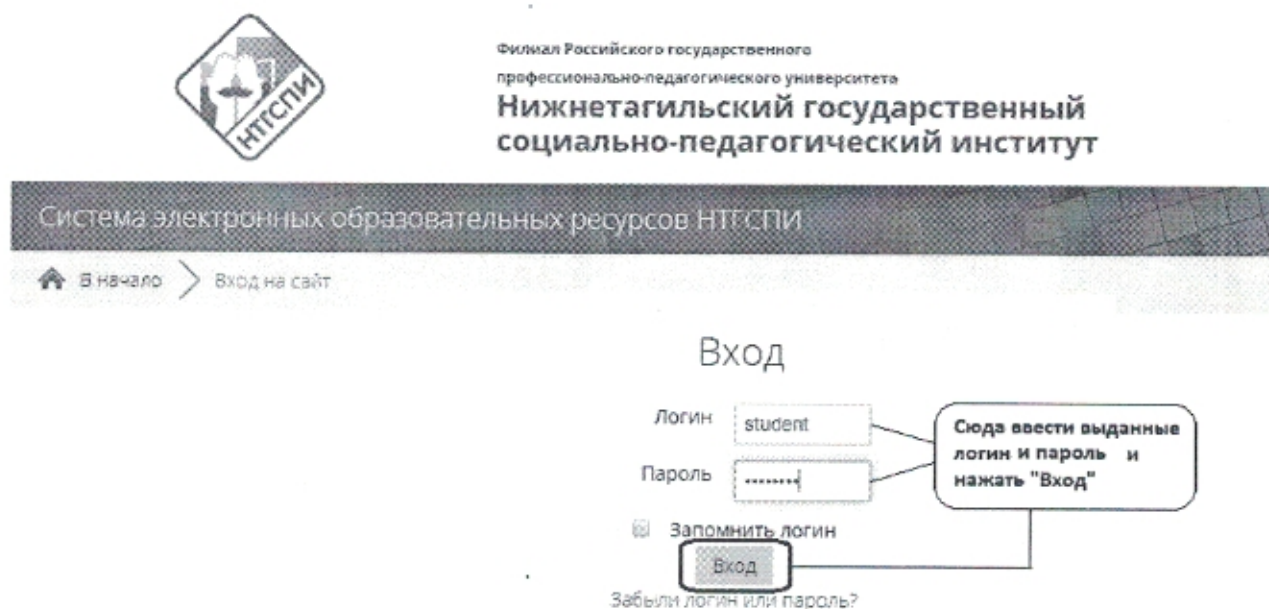 НТГСПИ
Филиал Российского государственного
профессионально-педагогического университета
Нижнетагильский государственный
социально-педагогический институт
Система электронных образовательных ресурсов НТГСПИ
В начало
Вход на сайт
Вход
Логин
student
Сюда ввести выданные
логин и пароль и
нажать "Вход"
Пароль
••••••••
Запомнить логин
Вход
Забыли логин или пароль?